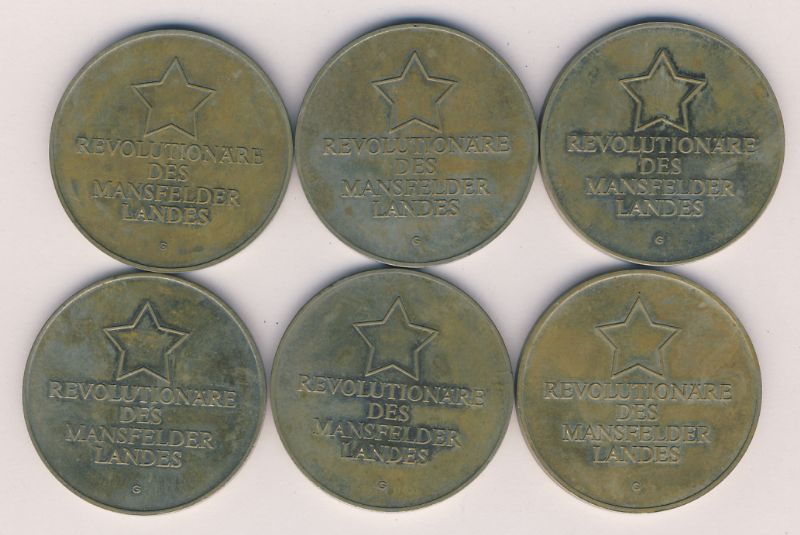 REVOLUTIONÄRE
DES
MANSFELDER
LANDES
G
REVOLUTIONÄRE
DES
MANSFELDER
LANDES
G
REVOLUTIONÄRE
DES
MANSFELDER
LANDES
G
REVOLUTIONÄRE
DES
MANSFELDER
LANDES
G
REVOLUTIONÄRE
DES
MANSFELDER
LANDES
G
REVOLUTIONÄRE
DES
MANSFELDER
LANDES
G